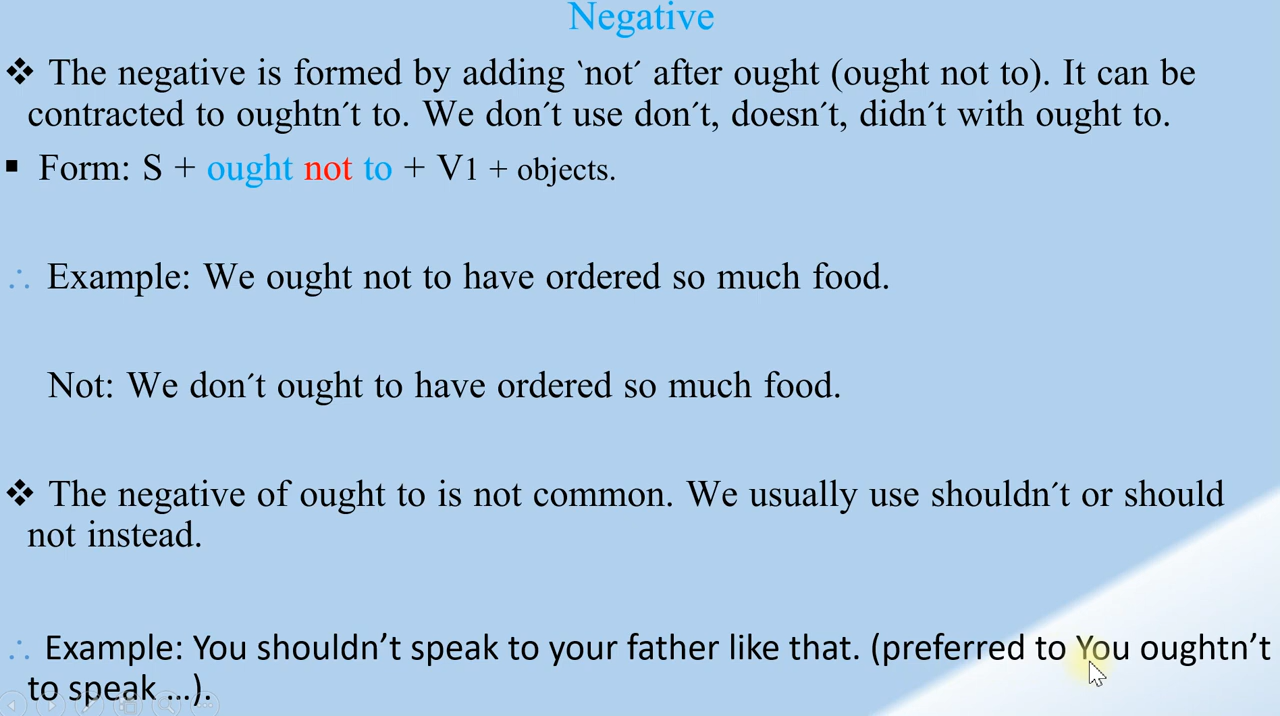 Negative
❖ The negative is formed by adding ‵not′ after ought (ought not to). It can be
contracted to oughtn′t to. We don′t use don′t, doesn′t, didn′t with ought to.
▪ Form: S + ought not to + V1 + objects.
∴ Example: We ought not to have ordered so much food.
Not: We don′t ought to have ordered so much food.
❖ The negative of ought to is not common. We usually use shouldn′t or should
not instead.
∴ Example: You shouldn’t speak to your father like that. (preferred to You oughtn’t
to speak …).